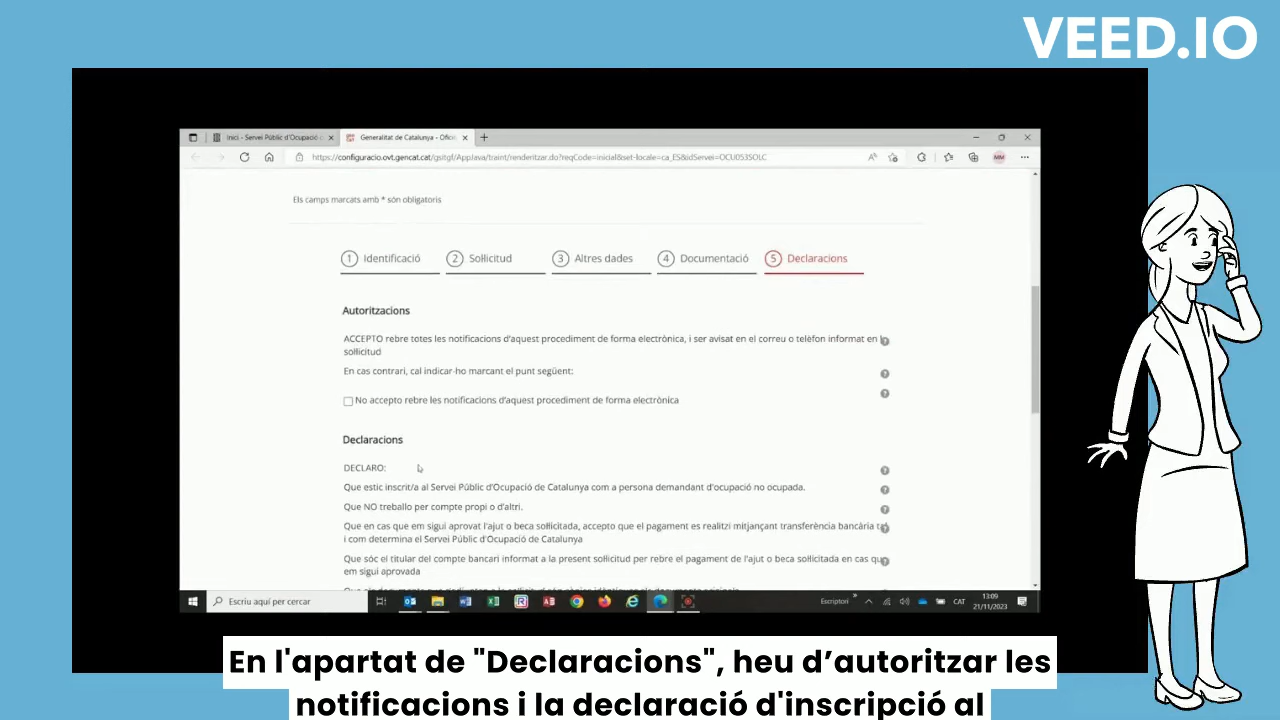 VEED.IO
Inici - Servei Públic d'Ocupació
Generalitat de Catalunya - Ofici
https://configuracio.ovt.gencat.cat/gsitgf/AppJava/traint/renderitzar.do?reqCode=inicial&set-locale=ca_ES&idServei=OCU053SOLC
MM
Els camps marcats amb * són obligatoris
1 Identificació 2 Sol·licitud 3 Altres dades 4 Documentació 5 Declaracions
Autoritzacions
ACCEPTO rebre totes les notificacions d'aquest procediment de forma electrònica, i ser avisat en el correu o telèfon informat en
sol·licitud
En cas contrari, cal indicar-ho marcant el punt següent:
No accepto rebre les notificacions d'aquest procediment de forma electrònica
Declaracions
DECLARO:
Que estic inscrit/a al Servei Públic d'Ocupació de Catalunya com a persona demandant d'ocupació no ocupada.
Que NO treballo per compte propi o d'altri.
Que en cas que em sigui aprovat l'ajut o beca sol·licitada, accepto que el pagament es realitzi mitjançant transferència bancària
i com determina el Servei Públic d'Ocupació de Catalunya
Que sóc el titular del compte bancari informat a la present sol·licitud per rebre el pagament de l'ajut o beca sol·licitada en cas
em sigui aprovada
Escriu aquí per cercar
Escriptori
CAT
13:09
21/11/2023
En l'apartat de "Declaracions", heu d’autoritzar les
notificacions i la declaració d'inscripció al